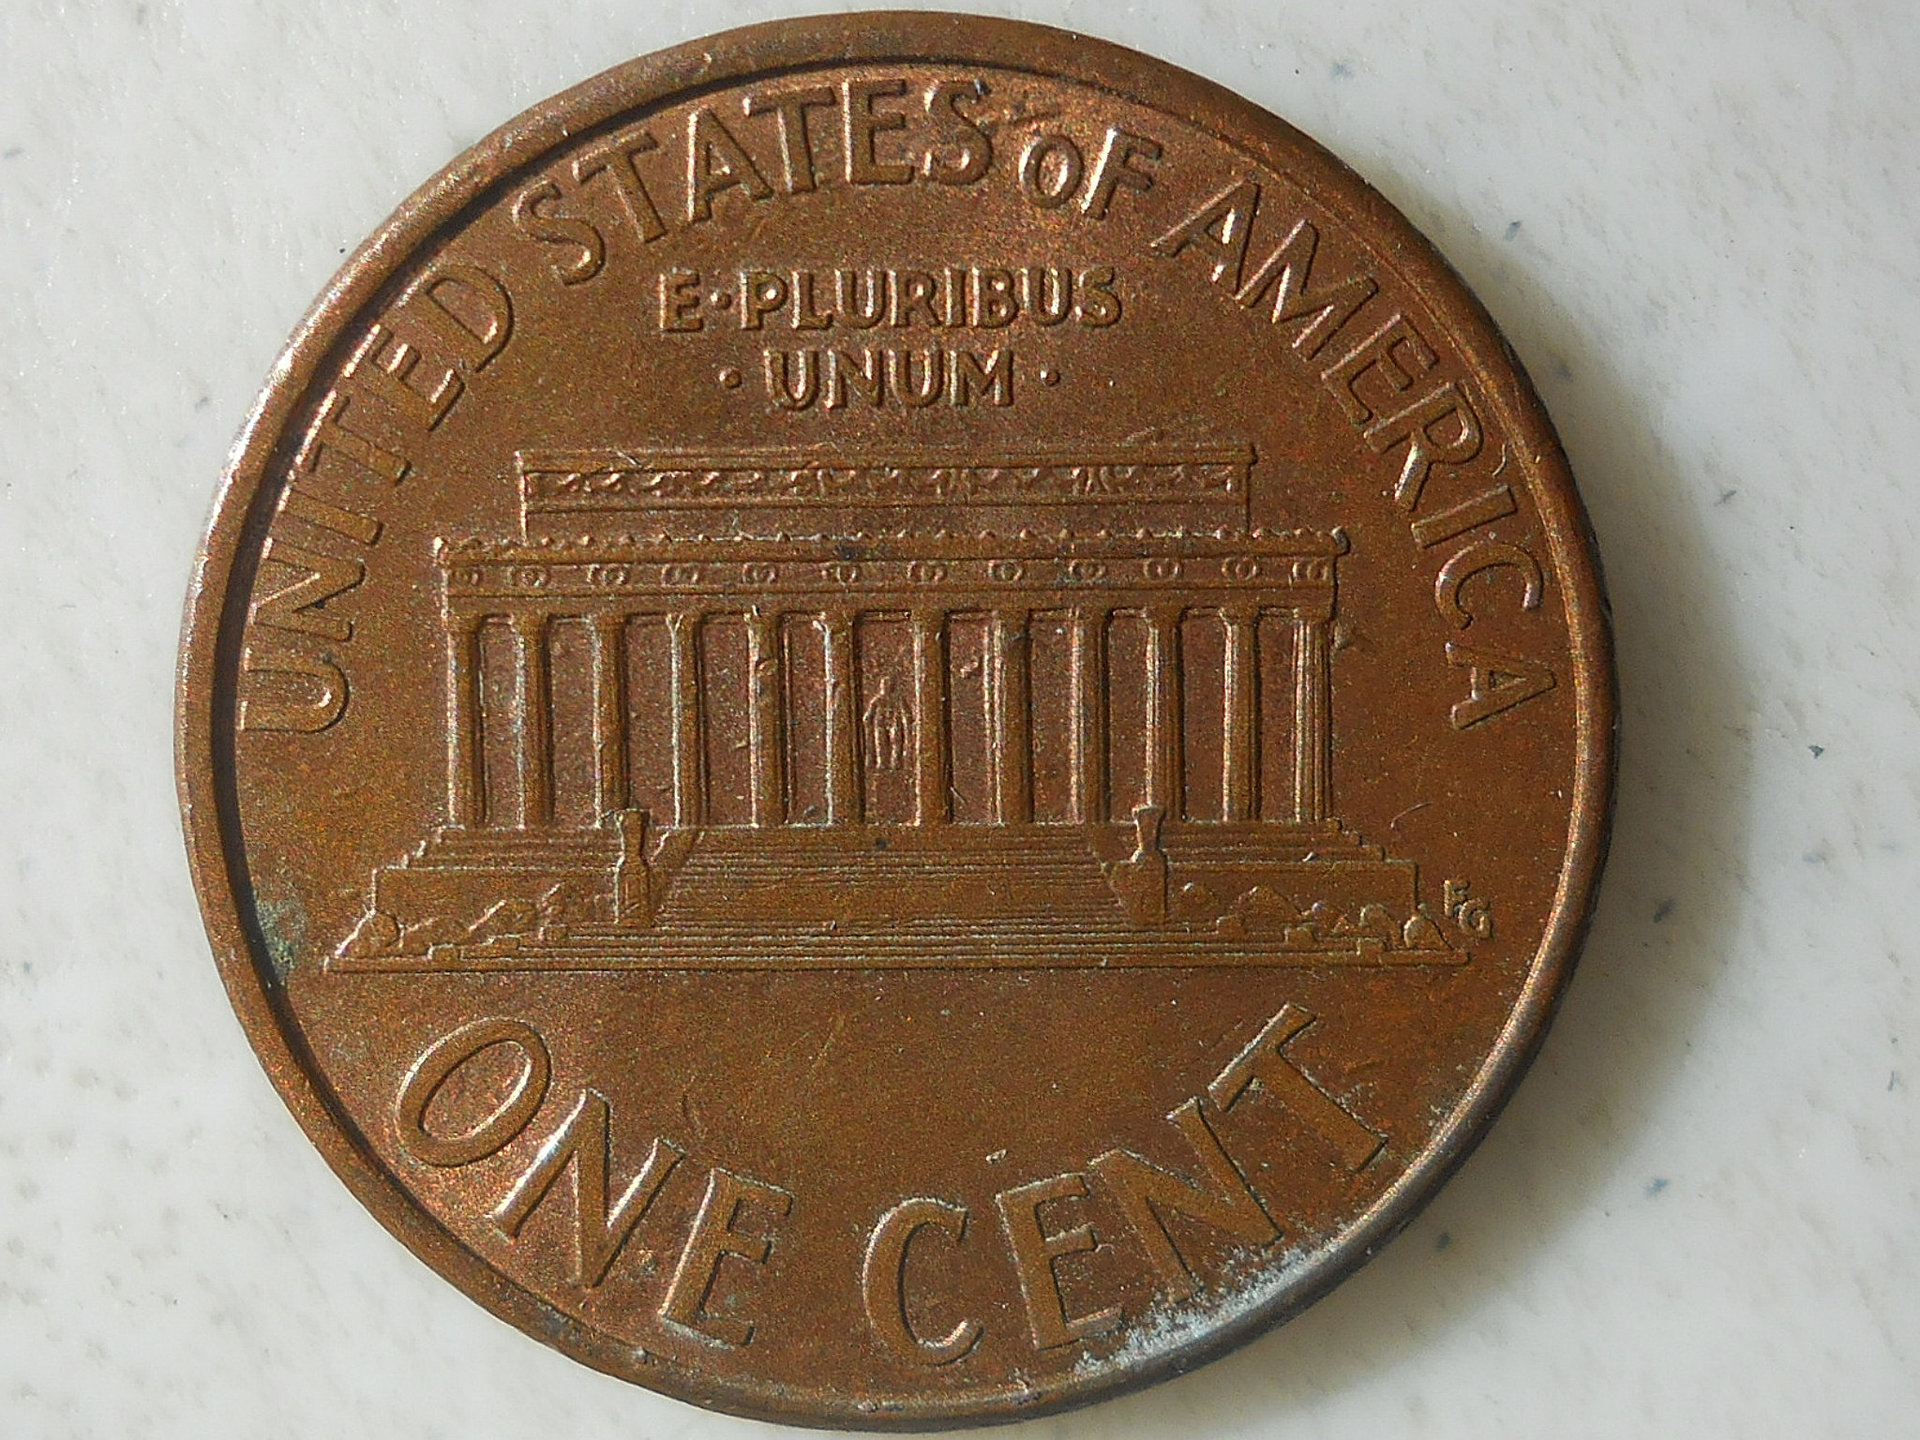 UNITED STATES OF AMERICA
E·PLURIBUS
·UNUM·
FG
ONE CENT